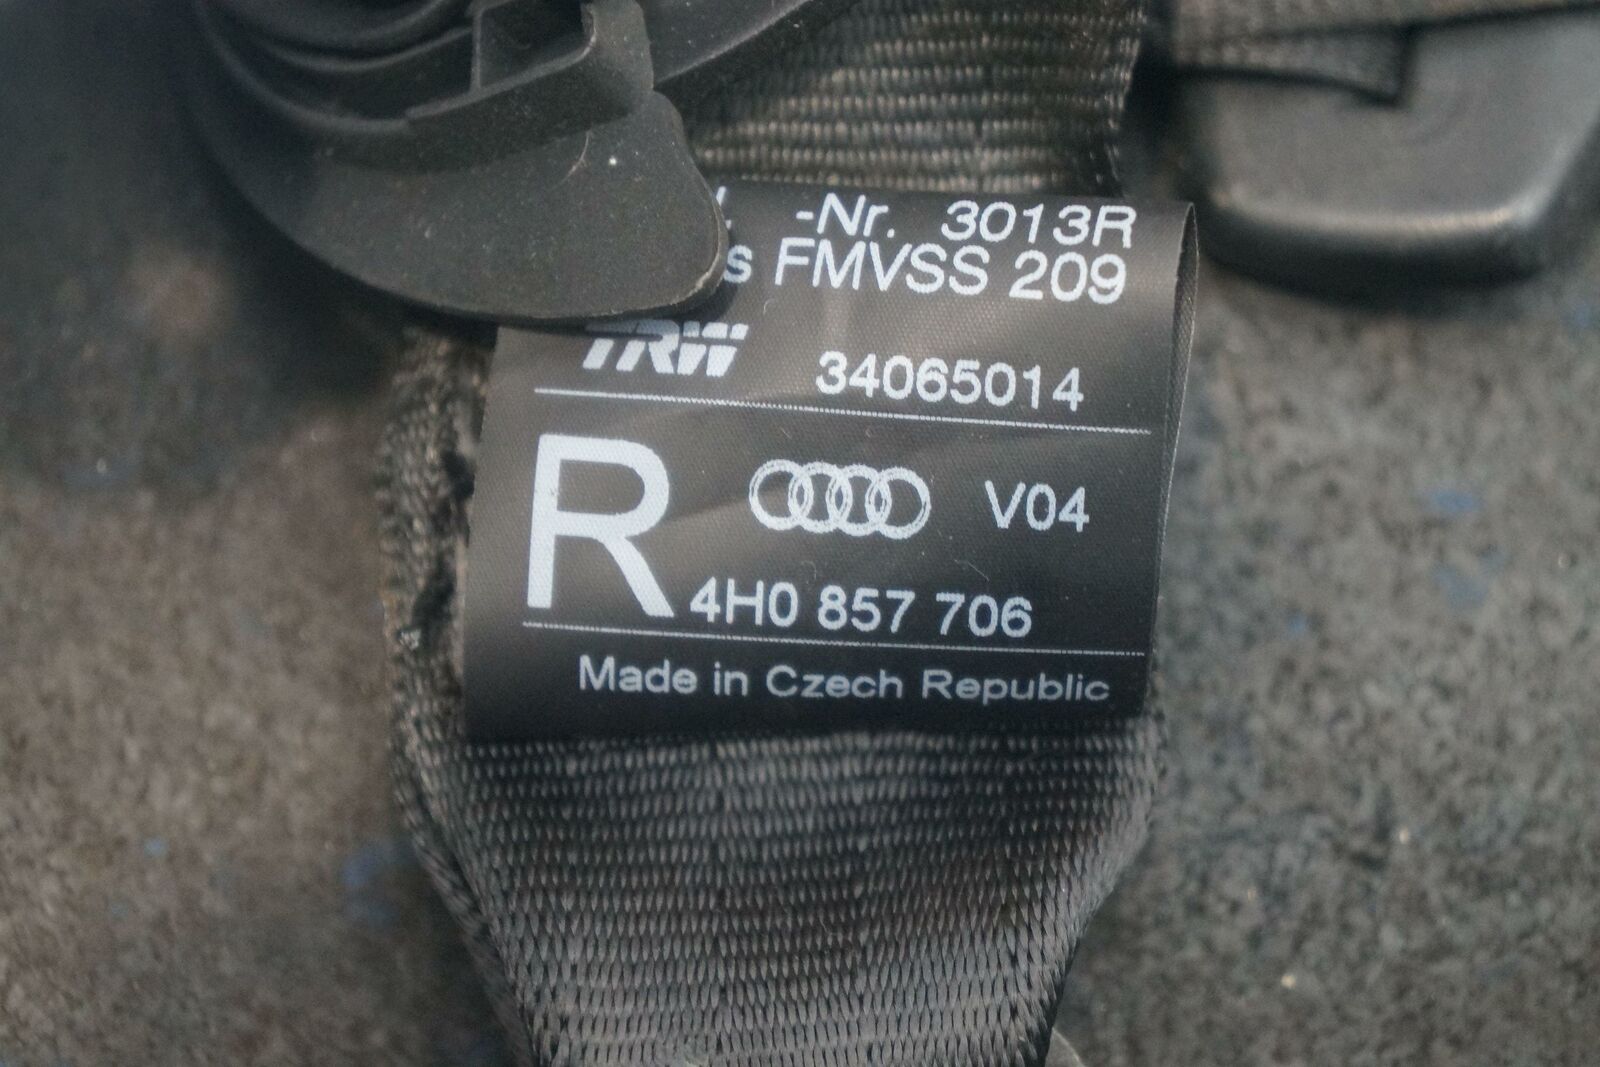 -Nr. 3013R
FMVSS 209
TRW 34065014
R V04
4H0 857 706
Made in Czech Republic